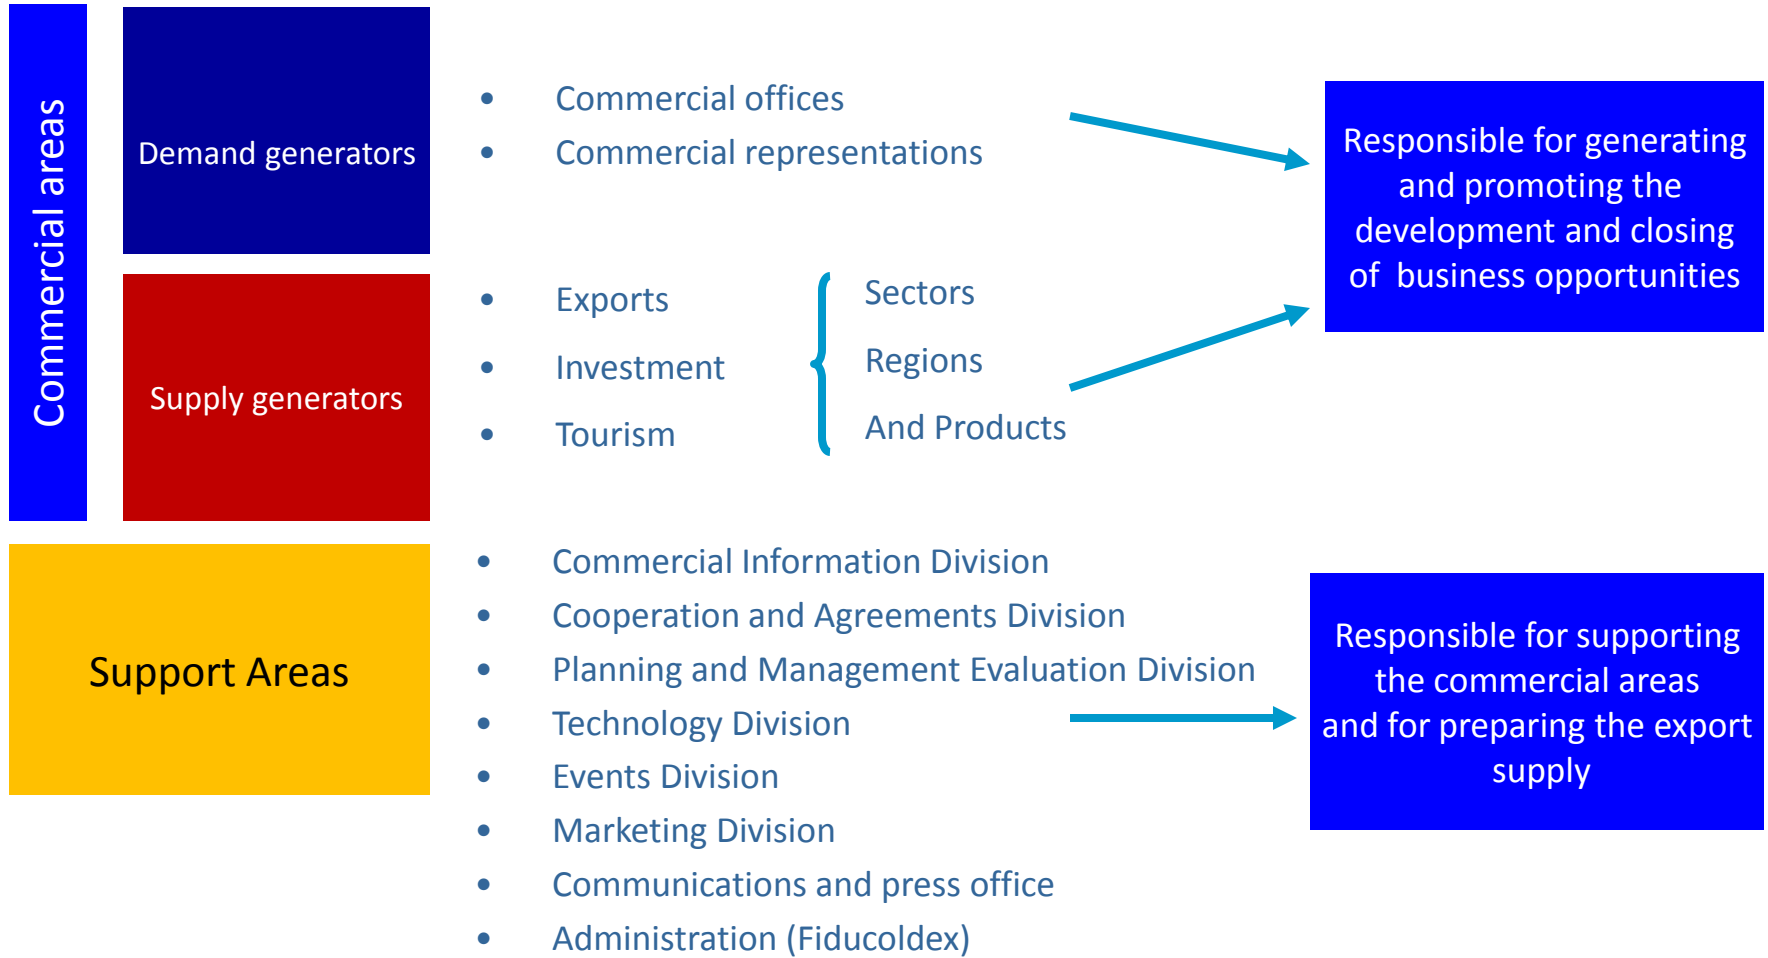 Commercial areas
Demand generators
• Commercial offices
• Commercial representations
Responsible for generating
and promoting the
development and closing
of business opportunities
Supply generators
• Exports
• Investment
• Tourism
Sectors
Regions
And Products
Support Areas
• Commercial Information Division
• Cooperation and Agreements Division
• Planning and Management Evaluation Division
• Technology Division
• Events Division
• Marketing Division
• Communications and press office
• Administration (Fiducoldex)
Responsible for supporting
the commercial areas
and for preparing the export
supply